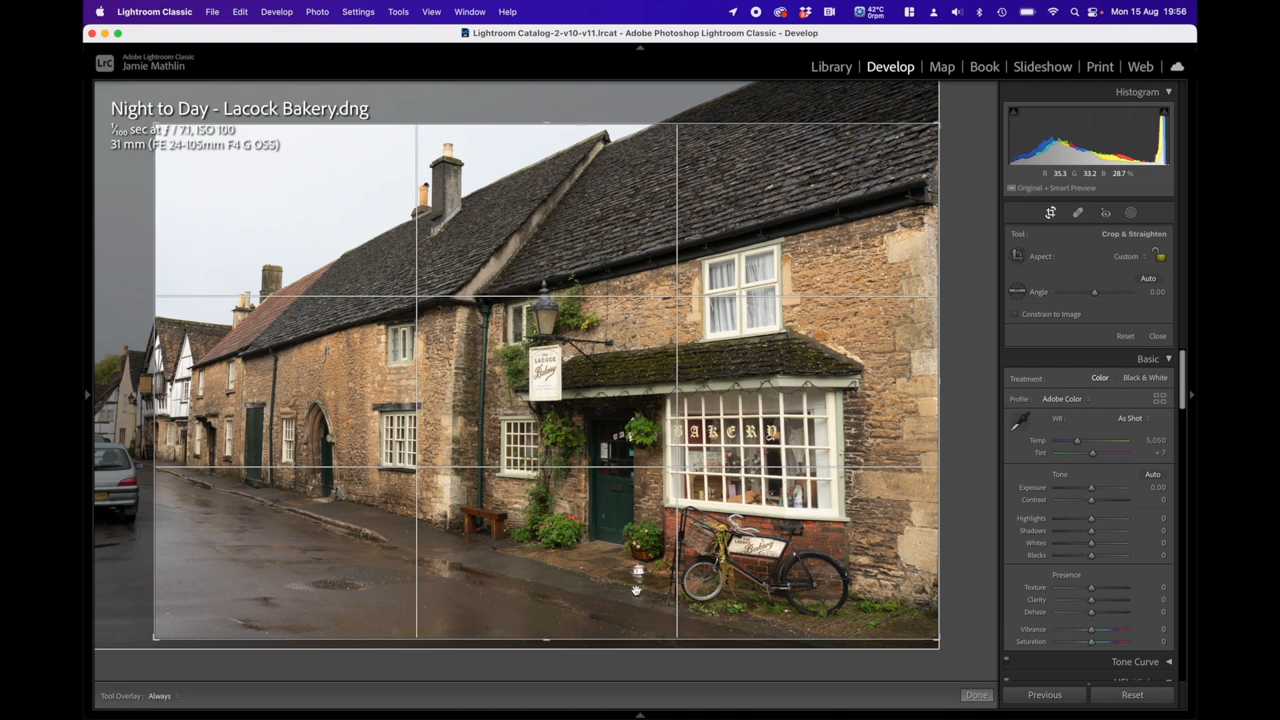 Lightroom Classic File Edit Develop Photo Settings Tools View Window Help 42°C 0rpm Mon 15 Aug 19:56
Lightroom Catalog-2-v10-v11.lrcat - Adobe Photoshop Lightroom Classic - Develop
LrC Adobe Lightroom Classic
Jamie Mathlin
Library Develop Map Book Slideshow Print Web
Night to Day - Lacock Bakery.dng
1/100 sec at ƒ / 7.1, ISO 100
31 mm (FE 24-105mm F4 G OSS)
THE
LACOCK
Bakery
BAKERY
THE LACOCK
Bakery
Histogram
R 35.3 G 33.2 B 28.7 %
Original + Smart Preview
Tool : Crop & Straighten
Aspect : Custom
Auto
Angle 0.00
Constrain to Image
Reset Close
Basic
Treatment : Color Black & White
Profile : Adobe Color
WB : As Shot
Temp 5,050
Tint + 7
Tone Auto
Exposure 0.00
Contrast 0
Highlights 0
Shadows 0
Whites 0
Blacks 0
Presence
Texture 0
Clarity 0
Dehaze 0
Vibrance 0
Saturation 0
Tone Curve
Tool Overlay : Always Done Previous Reset